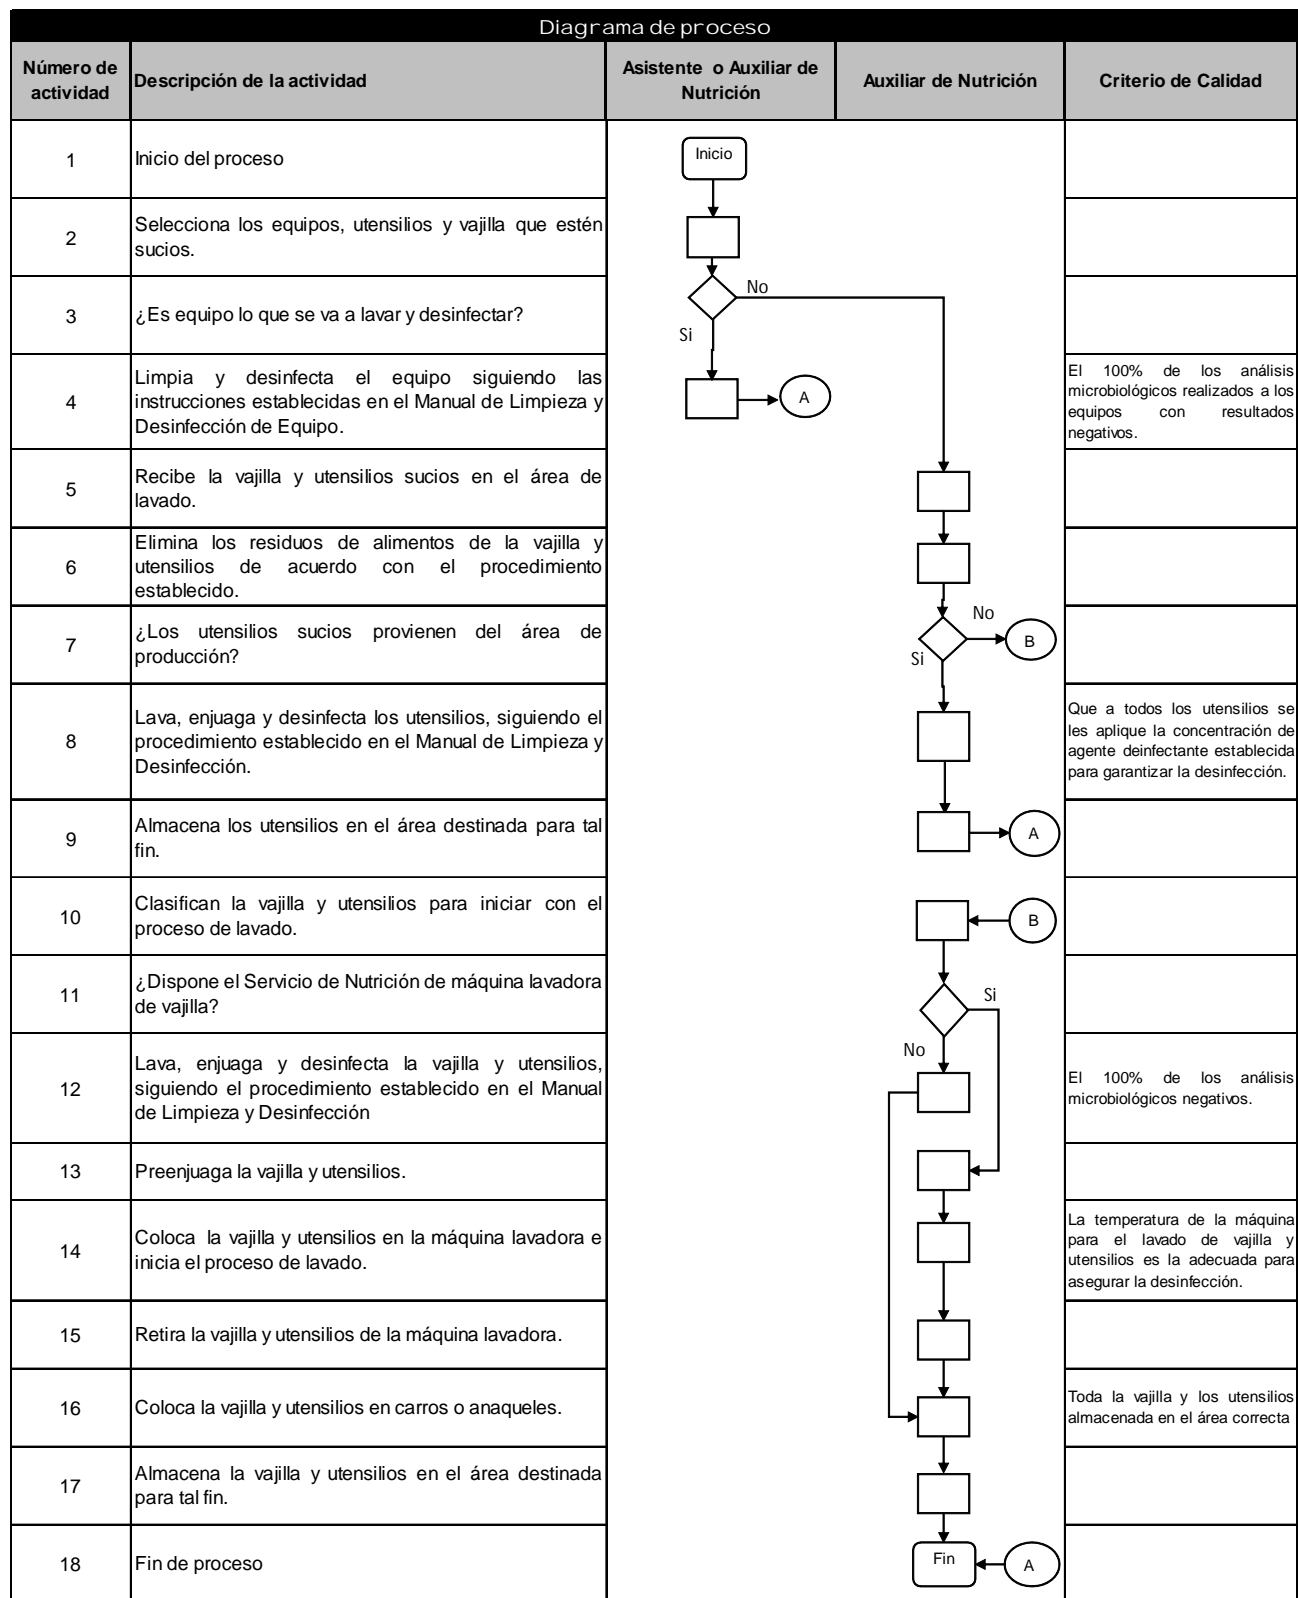 Diagrama de proceso
Número de
actividad
Descripción de la actividad
Asistente o Auxiliar de
Nutrición
Auxiliar de Nutrición
Criterio de Calidad
1
Inicio del proceso
Inicio
2
Selecciona los equipos, utensilios y vajilla que estén
sucios.
3
¿Es equipo lo que se va a lavar y desinfectar?
No
Si
4
Limpia y desinfecta el equipo siguiendo las
instrucciones establecidas en el Manual de Limpieza y
Desinfección de Equipo.
A
El 100% de los análisis
microbiológicos realizados a los
equipos con resultados
negativos.
5
Recibe la vajilla y utensilios sucios en el área de
lavado.
6
Elimina los residuos de alimentos de la vajilla y
utensilios de acuerdo con el procedimiento
establecido.
7
¿Los utensilios sucios provienen del área de
producción?
No
B
Si
8
Lava, enjuaga y desinfecta los utensilios, siguiendo el
procedimiento establecido en el Manual de Limpieza y
Desinfección.
Que a todos los utensilios se
les aplique la concentración de
agente deinfectante establecida
para garantizar la desinfección.
9
Almacena los utensilios en el área destinada para tal
fin.
A
10
Clasifican la vajilla y utensilios para iniciar con el
proceso de lavado.
B
11
¿Dispone el Servicio de Nutrición de máquina lavadora
de vajilla?
Si
No
12
Lava, enjuaga y desinfecta la vajilla y utensilios,
siguiendo el procedimiento establecido en el Manual
de Limpieza y Desinfección
El 100% de los análisis
microbiológicos negativos.
13
Preenjuaga la vajilla y utensilios.
14
Coloca la vajilla y utensilios en la máquina lavadora e
inicia el proceso de lavado.
La temperatura de la máquina
para el lavado de vajilla y
utensilios es la adecuada para
asegurar la desinfección.
15
Retira la vajilla y utensilios de la máquina lavadora.
16
Coloca la vajilla y utensilios en carros o anaqueles.
Toda la vajilla y los utensilios
almacenada en el área correcta
17
Almacena la vajilla y utensilios en el área destinada
para tal fin.
18
Fin de proceso
Fin
A